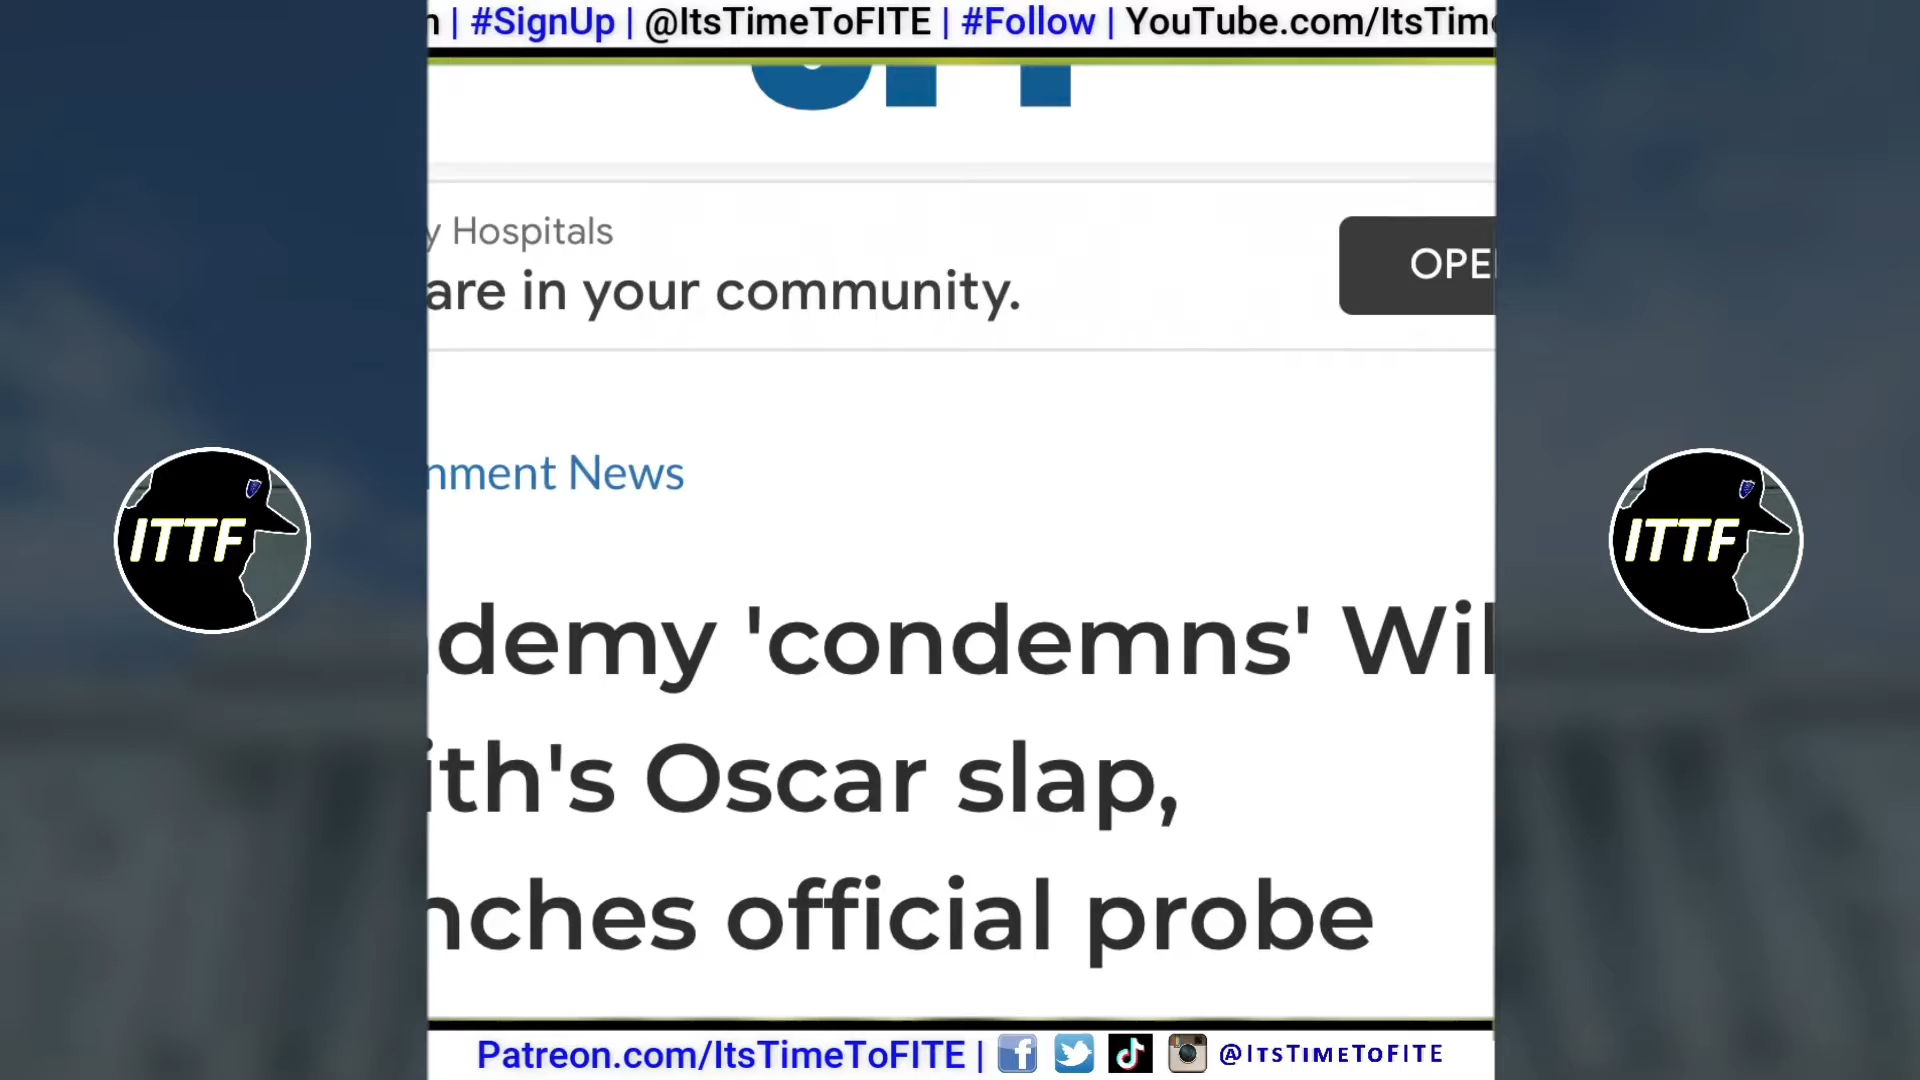 | #SignUp | @ItsTimeToFITE | #Follow | YouTube.com/ItsTime
Hospitals
are in your community.
OPE
nment News
demy 'condemns' Wil
ith's Oscar slap,
nches official probe
ITTF
ITTF
Patreon.com/ItsTimeToFITE | @ItsTimeToFITE